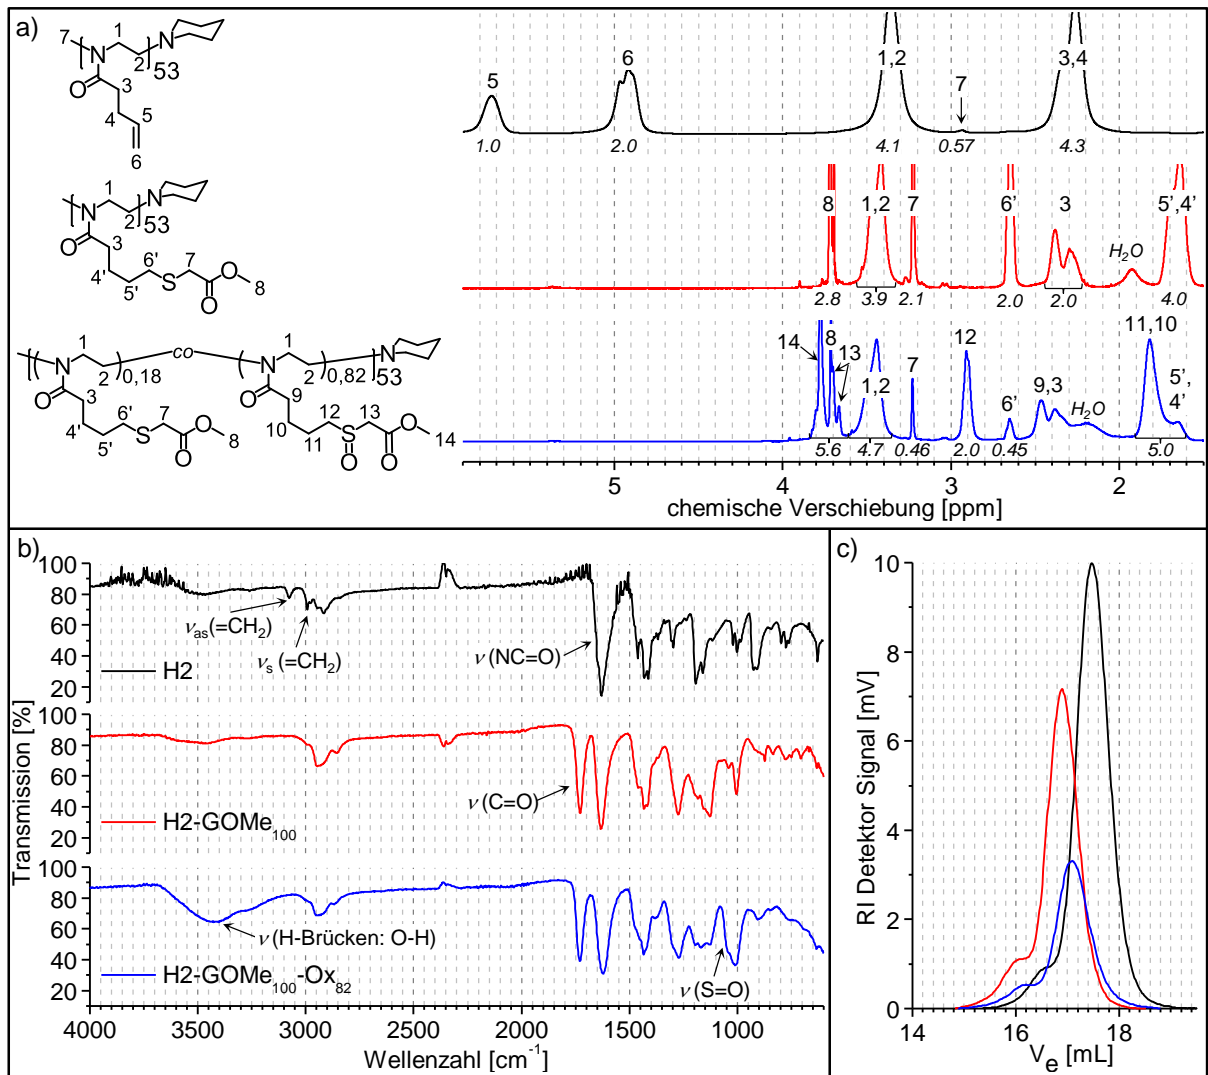 a)
7
1
2
N
N
53
O
3
4
5
6
5
6
1,2
7
3,4
1.0
2.0
4.1
0.57
4.3
1
2
N
N
53
O
3
4'
5'
6'
S
7
O
O
8
8
1,2
7
6'
3
H2O
5',4'
2.8
3.9
2.1
2.0
2.0
4.0
co
1
1
N
2
0,18
N
2
0,82
N
53
O
3
4'
5'
6'
S
7
O
O
8
O
9
10
11
12
S
O
13
O
O
14
14
8
13
1,2
7
12
6'
9,3
H2O
11,10
5',
4'
5.6
4.7
0.46
2.0
0.45
5.0
5 4 3 2
chemische Verschiebung [ppm]
b)
Transmission [%]
100
80
60
40
20
νas(=CH2)
νs(=CH2)
ν(NC=O)
H2
100
80
60
40
20
ν(C=O)
H2-GOMe100
100
80
60
40
20
ν(H-Brücken: O-H)
ν(S=O)
H2-GOMe100-Ox82
4000 3500 3000 2500 2000 1500 1000
Wellenzahl [cm-1]
c)
RI Detektor Signal [mV]
10
8
6
4
2
0
14 16 18
Ve [mL]